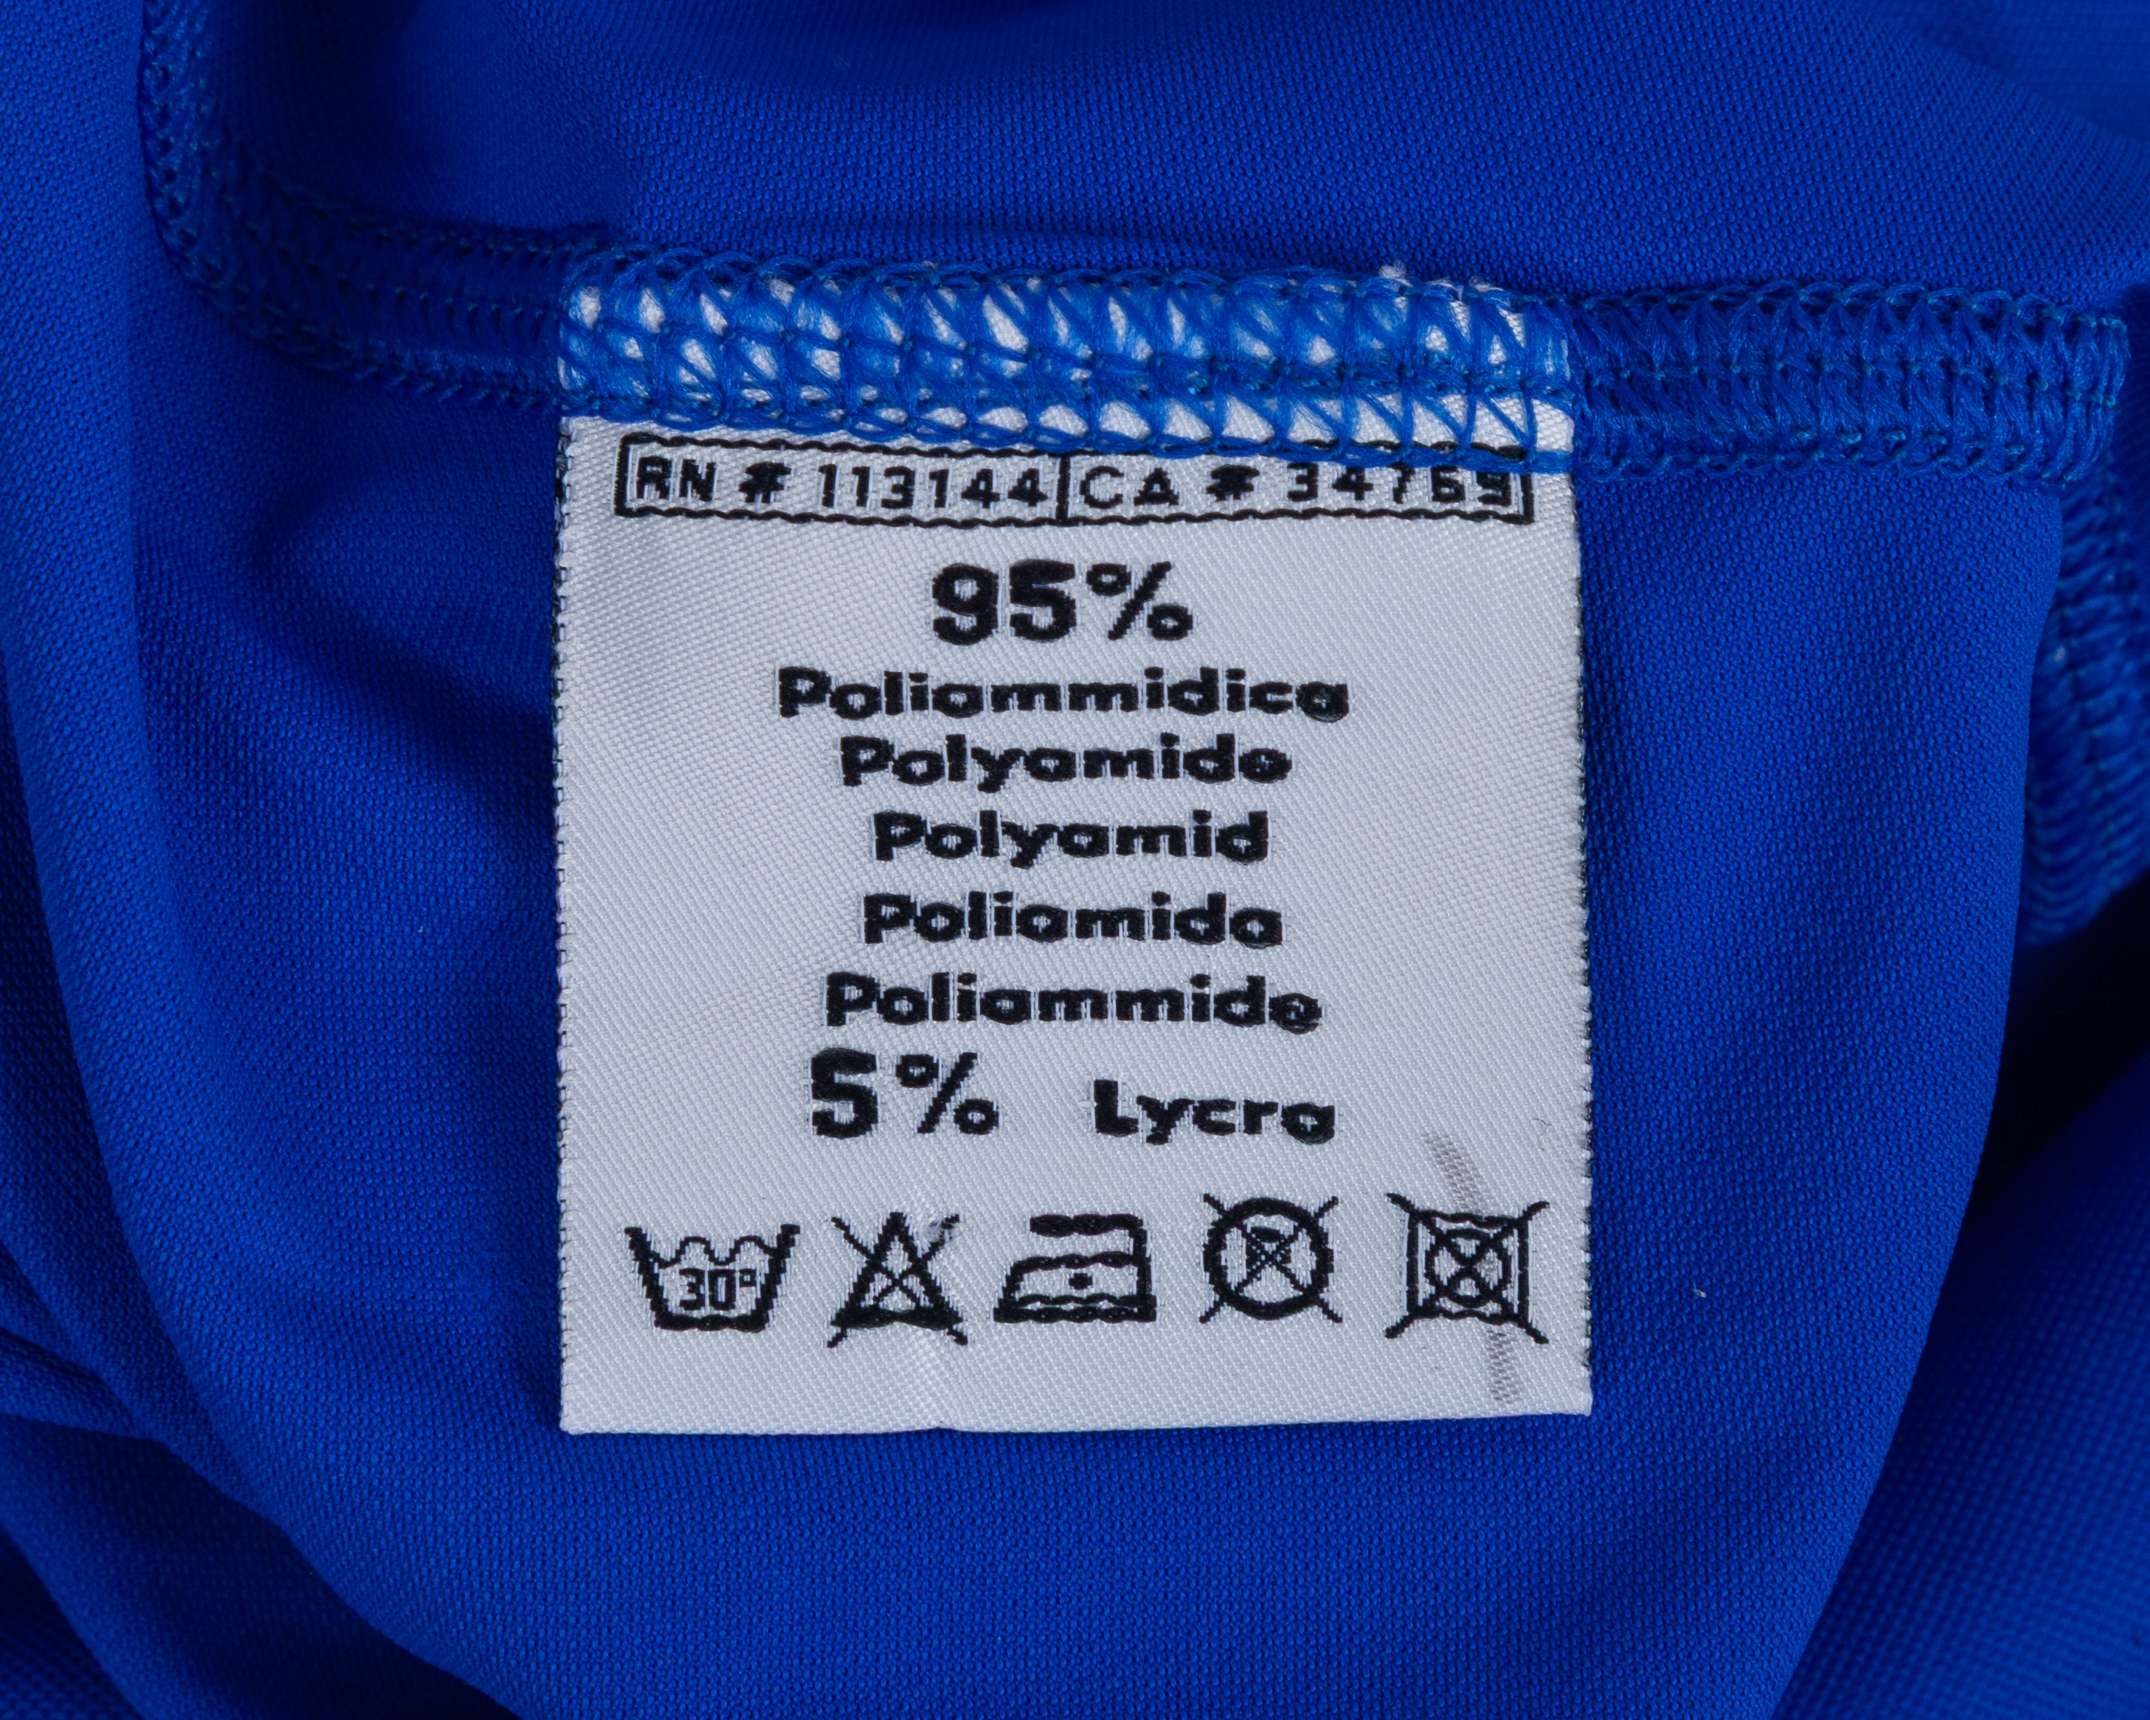 RN # 113144 CA # 34769
95%
Poliammidica
Polyamide
Polyamid
Poliamida
Poliammide
5% Lycra
30°